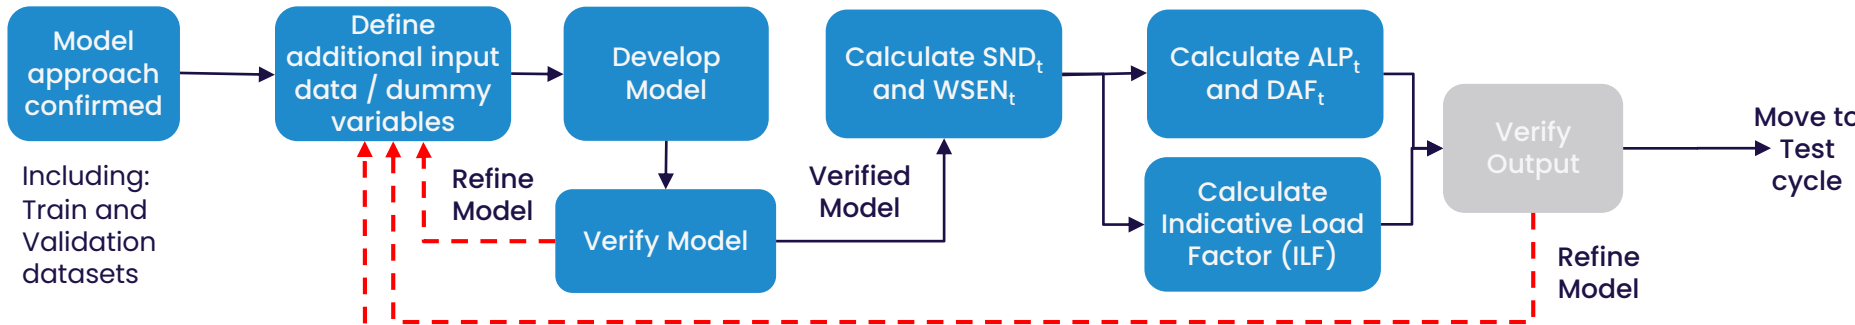 Model
approach
confirmed
Including:
Train and
Validation
datasets
Define
additional input
data / dummy
variables
Develop
Model
Refine
Model
Verify Model
Verified
Model
Calculate SNDₜ
and WSENₜ
Calculate ALPₜ
and DAFₜ
Calculate
Indicative Load
Factor (ILF)
Verify
Output
Refine
Model
Move to
Test
cycle